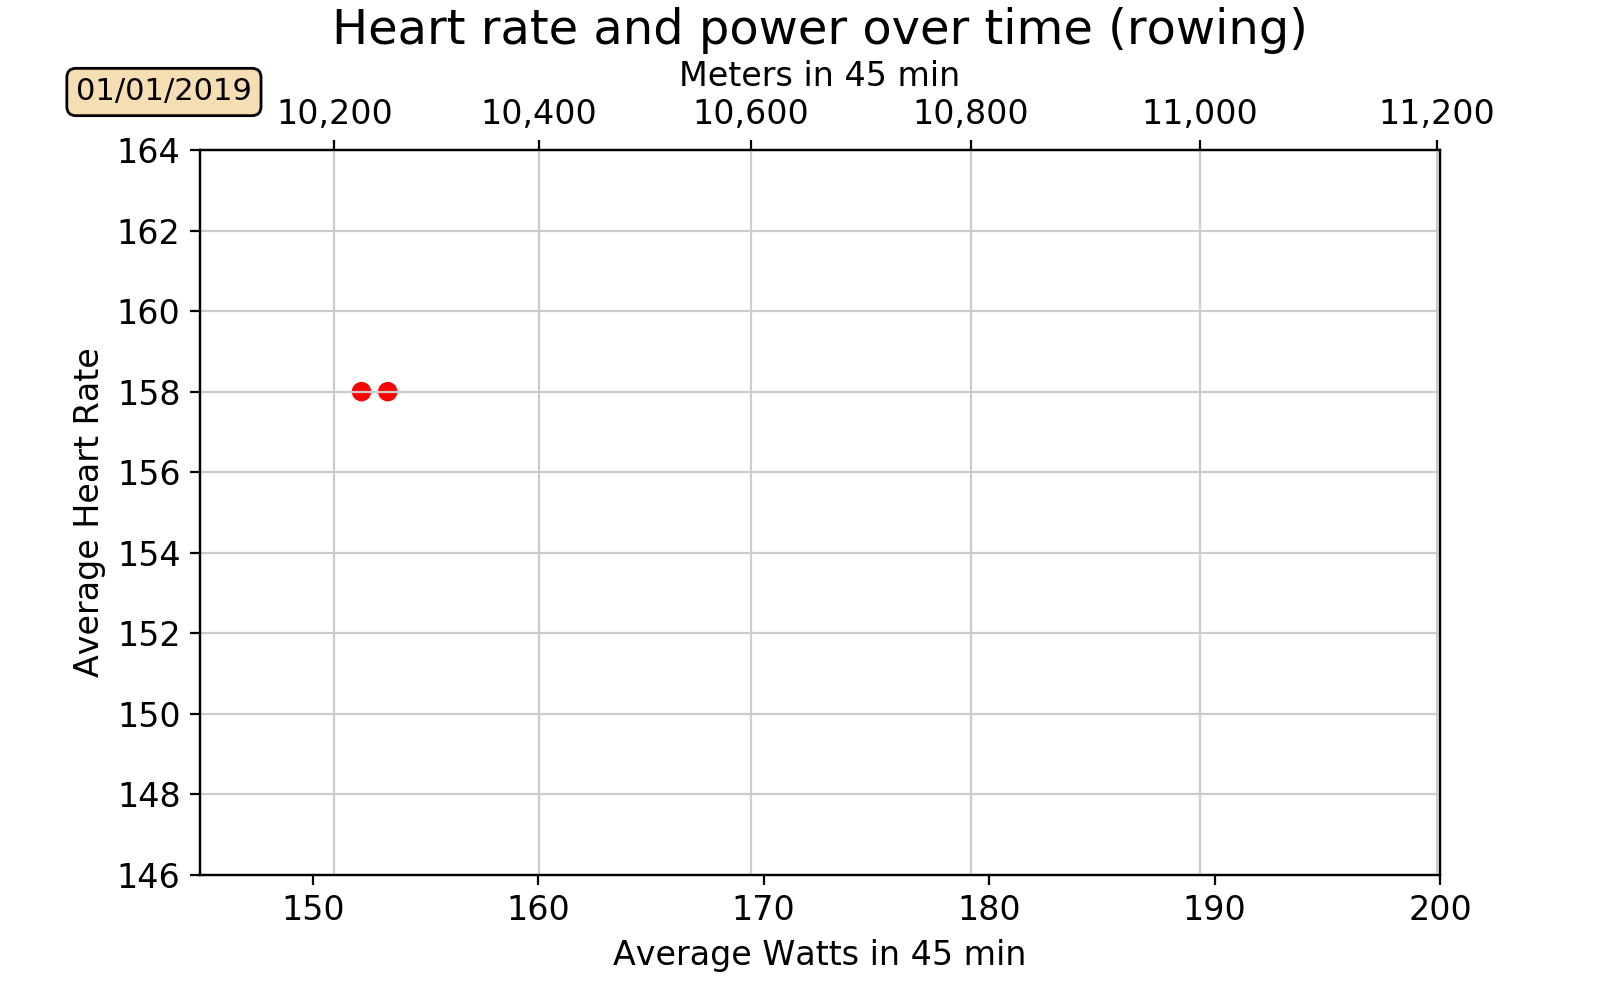 Heart rate and power over time (rowing)
Meters in 45 min
01/01/2019
10,200 10,400 10,600 10,800 11,000 11,200
164
162
160
158
156
154
152
150
148
146
Average Heart Rate
150 160 170 180 190 200
Average Watts in 45 min